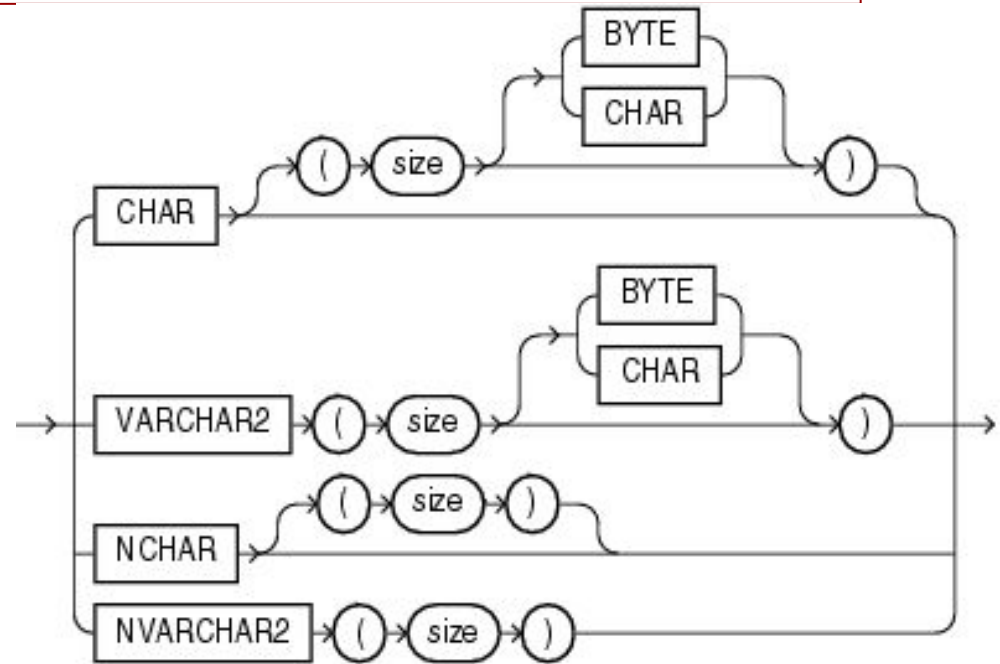 BYTE
CHAR
( size )
CHAR
BYTE
CHAR
VARCHAR2 ( size )
( size )
NCHAR
NVARCHAR2 ( size )